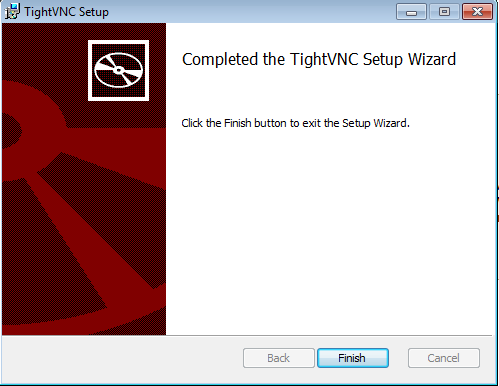 TightVNC Setup
Completed the TightVNC Setup Wizard
Click the Finish button to exit the Setup Wizard.
Back Finish Cancel